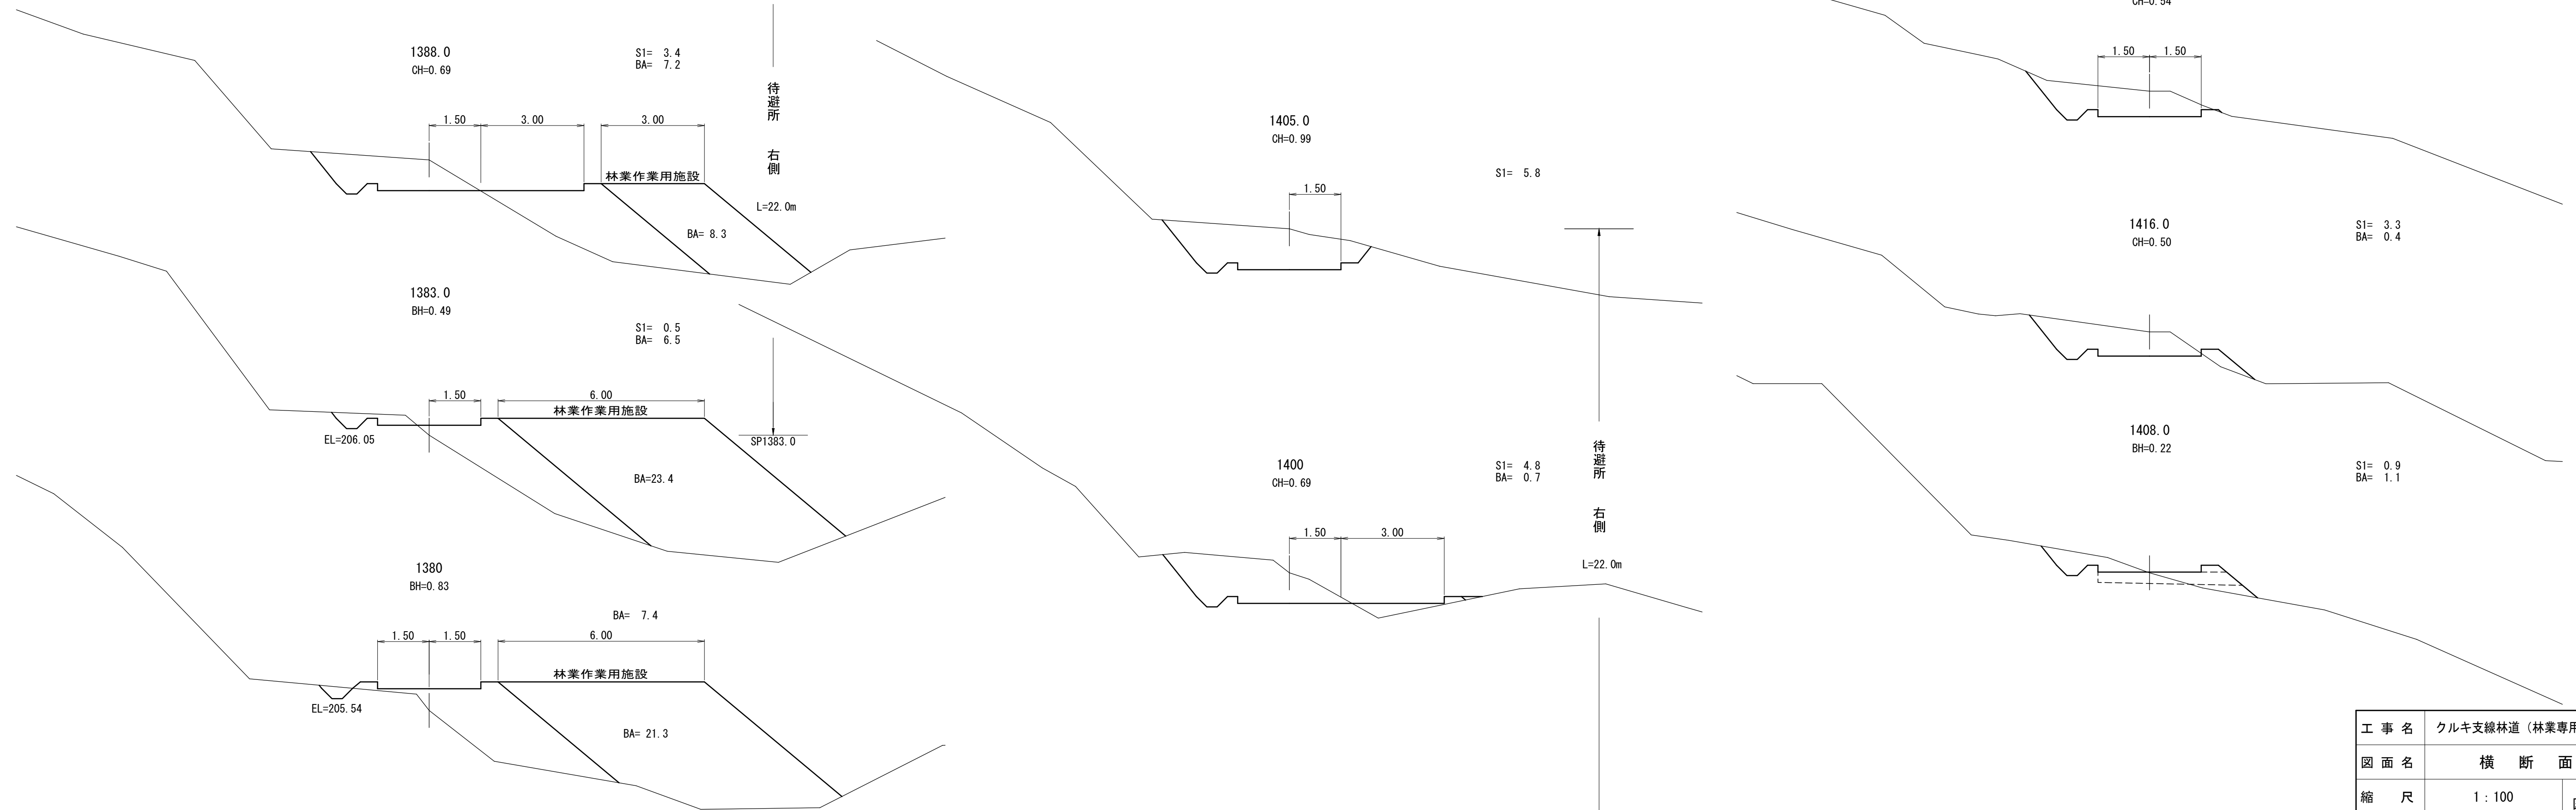 1388.0
CH=0.69
S1= 3.4
BA= 7.2
1.50
3.00
3.00
林業作業用施設
BA= 8.3
待避所 右側
L=22.0m
1383.0
BH=0.49
S1= 0.5
BA= 6.5
1.50
6.00
林業作業用施設
EL=206.05
SP1383.0
BA=23.4
1380
BH=0.83
BA= 7.4
1.50
1.50
6.00
林業作業用施設
EL=205.54
BA= 21.3
1405.0
CH=0.99
S1= 5.8
1.50
1400
CH=0.69
S1= 4.8
BA= 0.7
1.50
3.00
待避所 右側
L=22.0m
CH=0.54
1.50
1.50
1416.0
CH=0.50
S1= 3.3
BA= 0.4
1408.0
BH=0.22
S1= 0.9
BA= 1.1
工事名 クルキ支線林道(林業専用
図面名 横断面
縮尺 1:100